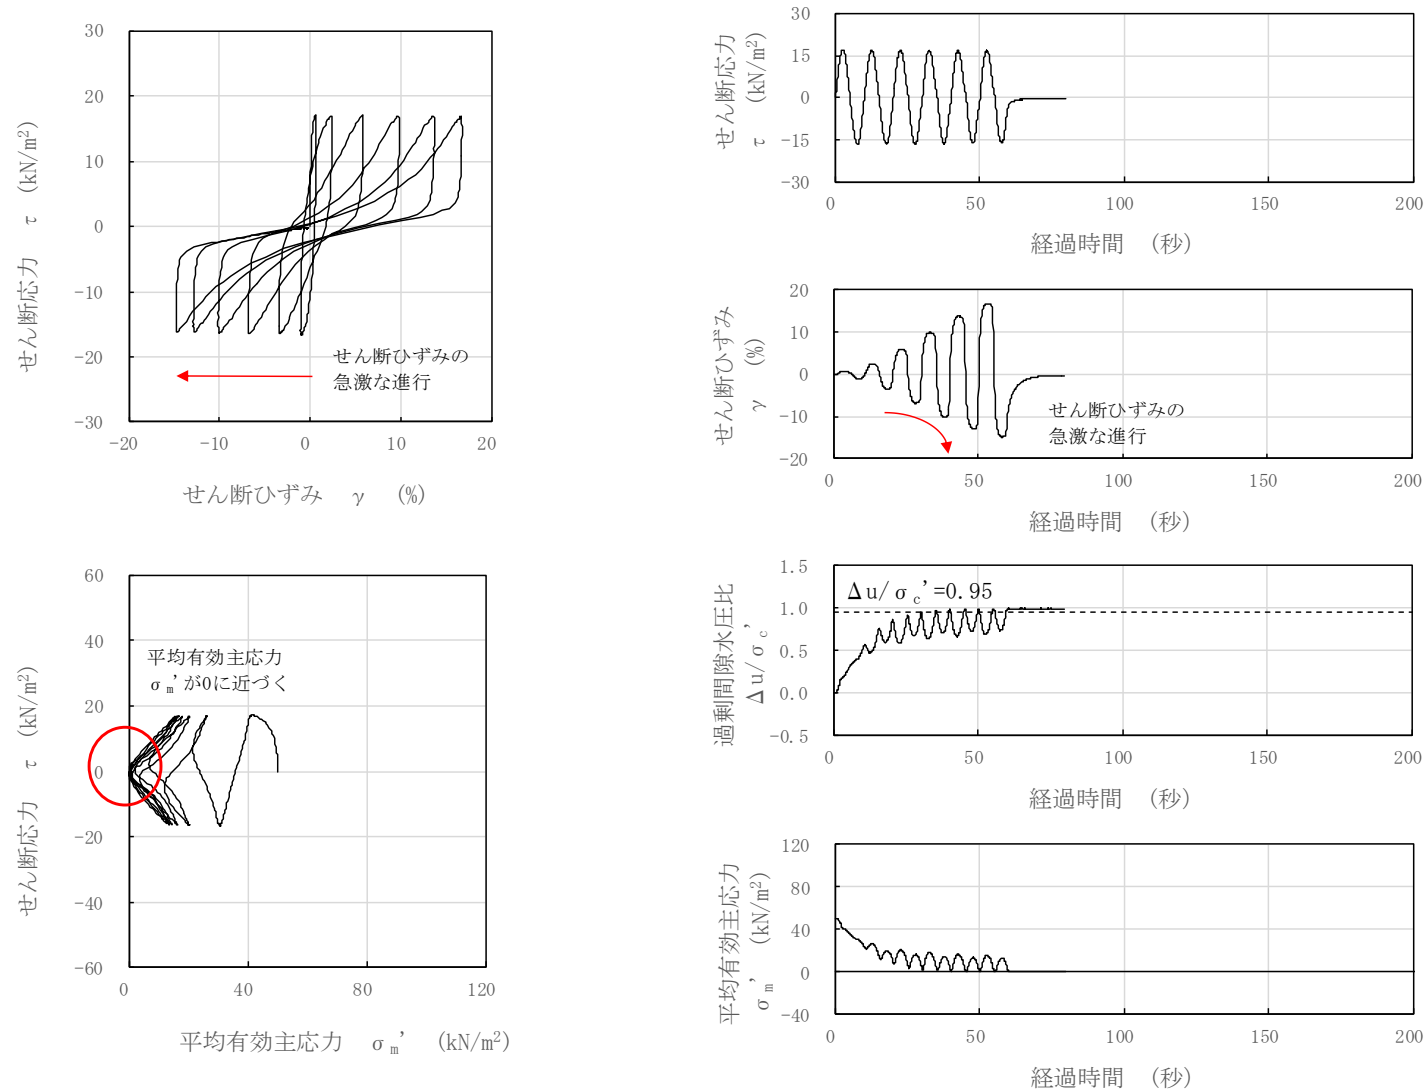 せん断応力 τ (kN/m²)
30
20
10
0
-10
-20
-30
-20
-10
0
10
20
せん断ひずみの
急激な進行
せん断ひずみ γ (%)
せん断応力
τ (kN/m²)
30
15
0
-15
-30
0
50
100
150
200
経過時間 (秒)
せん断ひずみ
γ (%)
20
10
0
-10
-20
せん断ひずみの
急激な進行
0
50
100
150
200
経過時間 (秒)
せん断応力 τ (kN/m²)
60
40
20
0
-20
-40
-60
平均有効主応力
σm'が0に近づく
0
40
80
120
平均有効主応力 σm' (kN/m²)
過剰間隙水圧比
Δu/σc'
1.5
1.0
0.5
0.0
-0.5
Δu/σc'=0.95
0
50
100
150
200
経過時間 (秒)
平均有効主応力
σm' (kN/m²)
120
80
40
0
-40
0
50
100
150
200
経過時間 (秒)